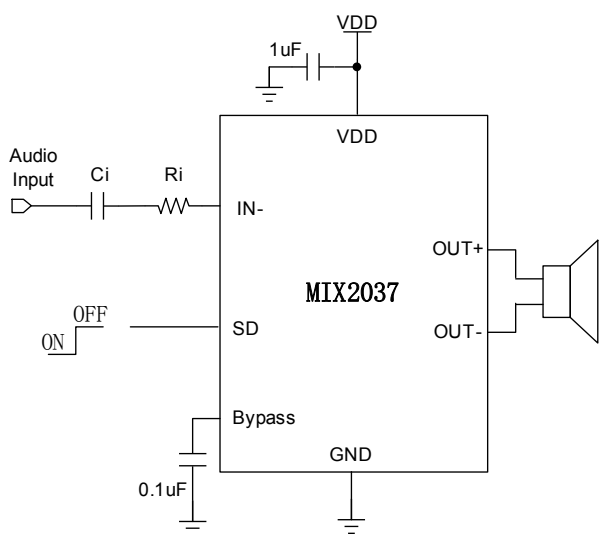 VDD
1uF
VDD
Audio
Input
Ci
Ri
IN-
OUT+
MIX2037
OFF
ON
SD
OUT-
Bypass
GND
0.1uF